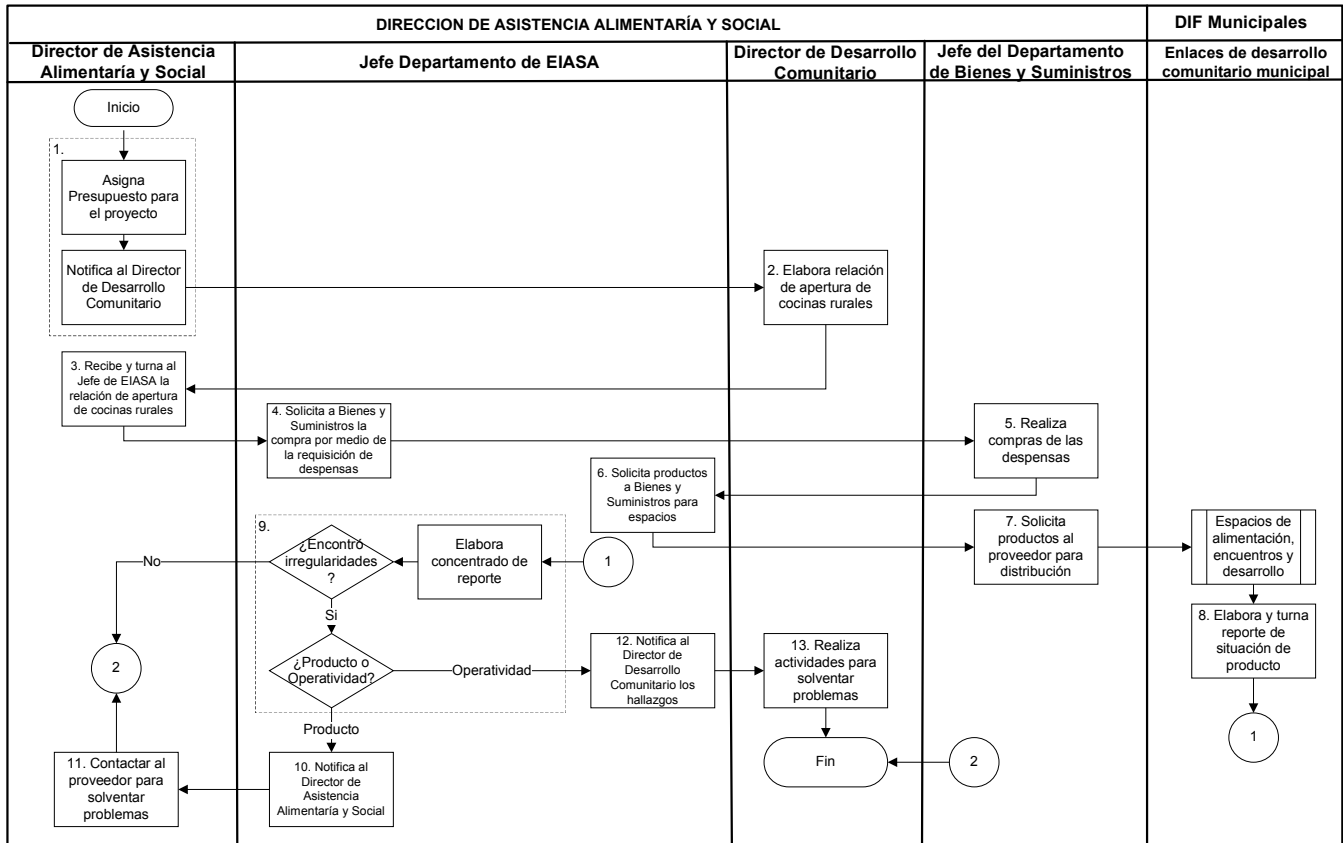 DIRECCION DE ASISTENCIA ALIMENTARÍA Y SOCIAL
DIF Municipales
Director de Asistencia
Alimentaría y Social
Jefe Departamento de EIASA
Director de Desarrollo
Comunitario
Jefe del Departamento
de Bienes y Suministros
Enlaces de desarrollo
comunitario municipal
Inicio
1.
Asigna
Presupuesto para
el proyecto
Notifica al Director
de Desarrollo
Comunitario
2. Elabora relación
de apertura de
cocinas rurales
3. Recibe y turna al
Jefe de EIASA la
relación de apertura
de cocinas rurales
4. Solicita a Bienes y
Suministros la
compra por medio de
la requisición de
despensas
5. Realiza
compras de las
despensas
6. Solicita productos
a Bienes y
Suministros para
espacios
7. Solicita
productos al
proveedor para
distribución
Espacios de
alimentación,
encuentros y
desarrollo
8. Elabora y turna
reporte de
situación de
producto
1
9.
1
Elabora
concentrado de
reporte
¿Encontró
irregularidades
?
No
Si
2
¿Producto o
Operatividad?
Operatividad
12. Notifica al
Director de
Desarrollo
Comunitario los
hallazgos
13. Realiza
actividades para
solventar
problemas
Producto
10. Notifica al
Director de
Asistencia
Alimentaría y Social
11. Contactar al
proveedor para
solventar
problemas
Fin
2